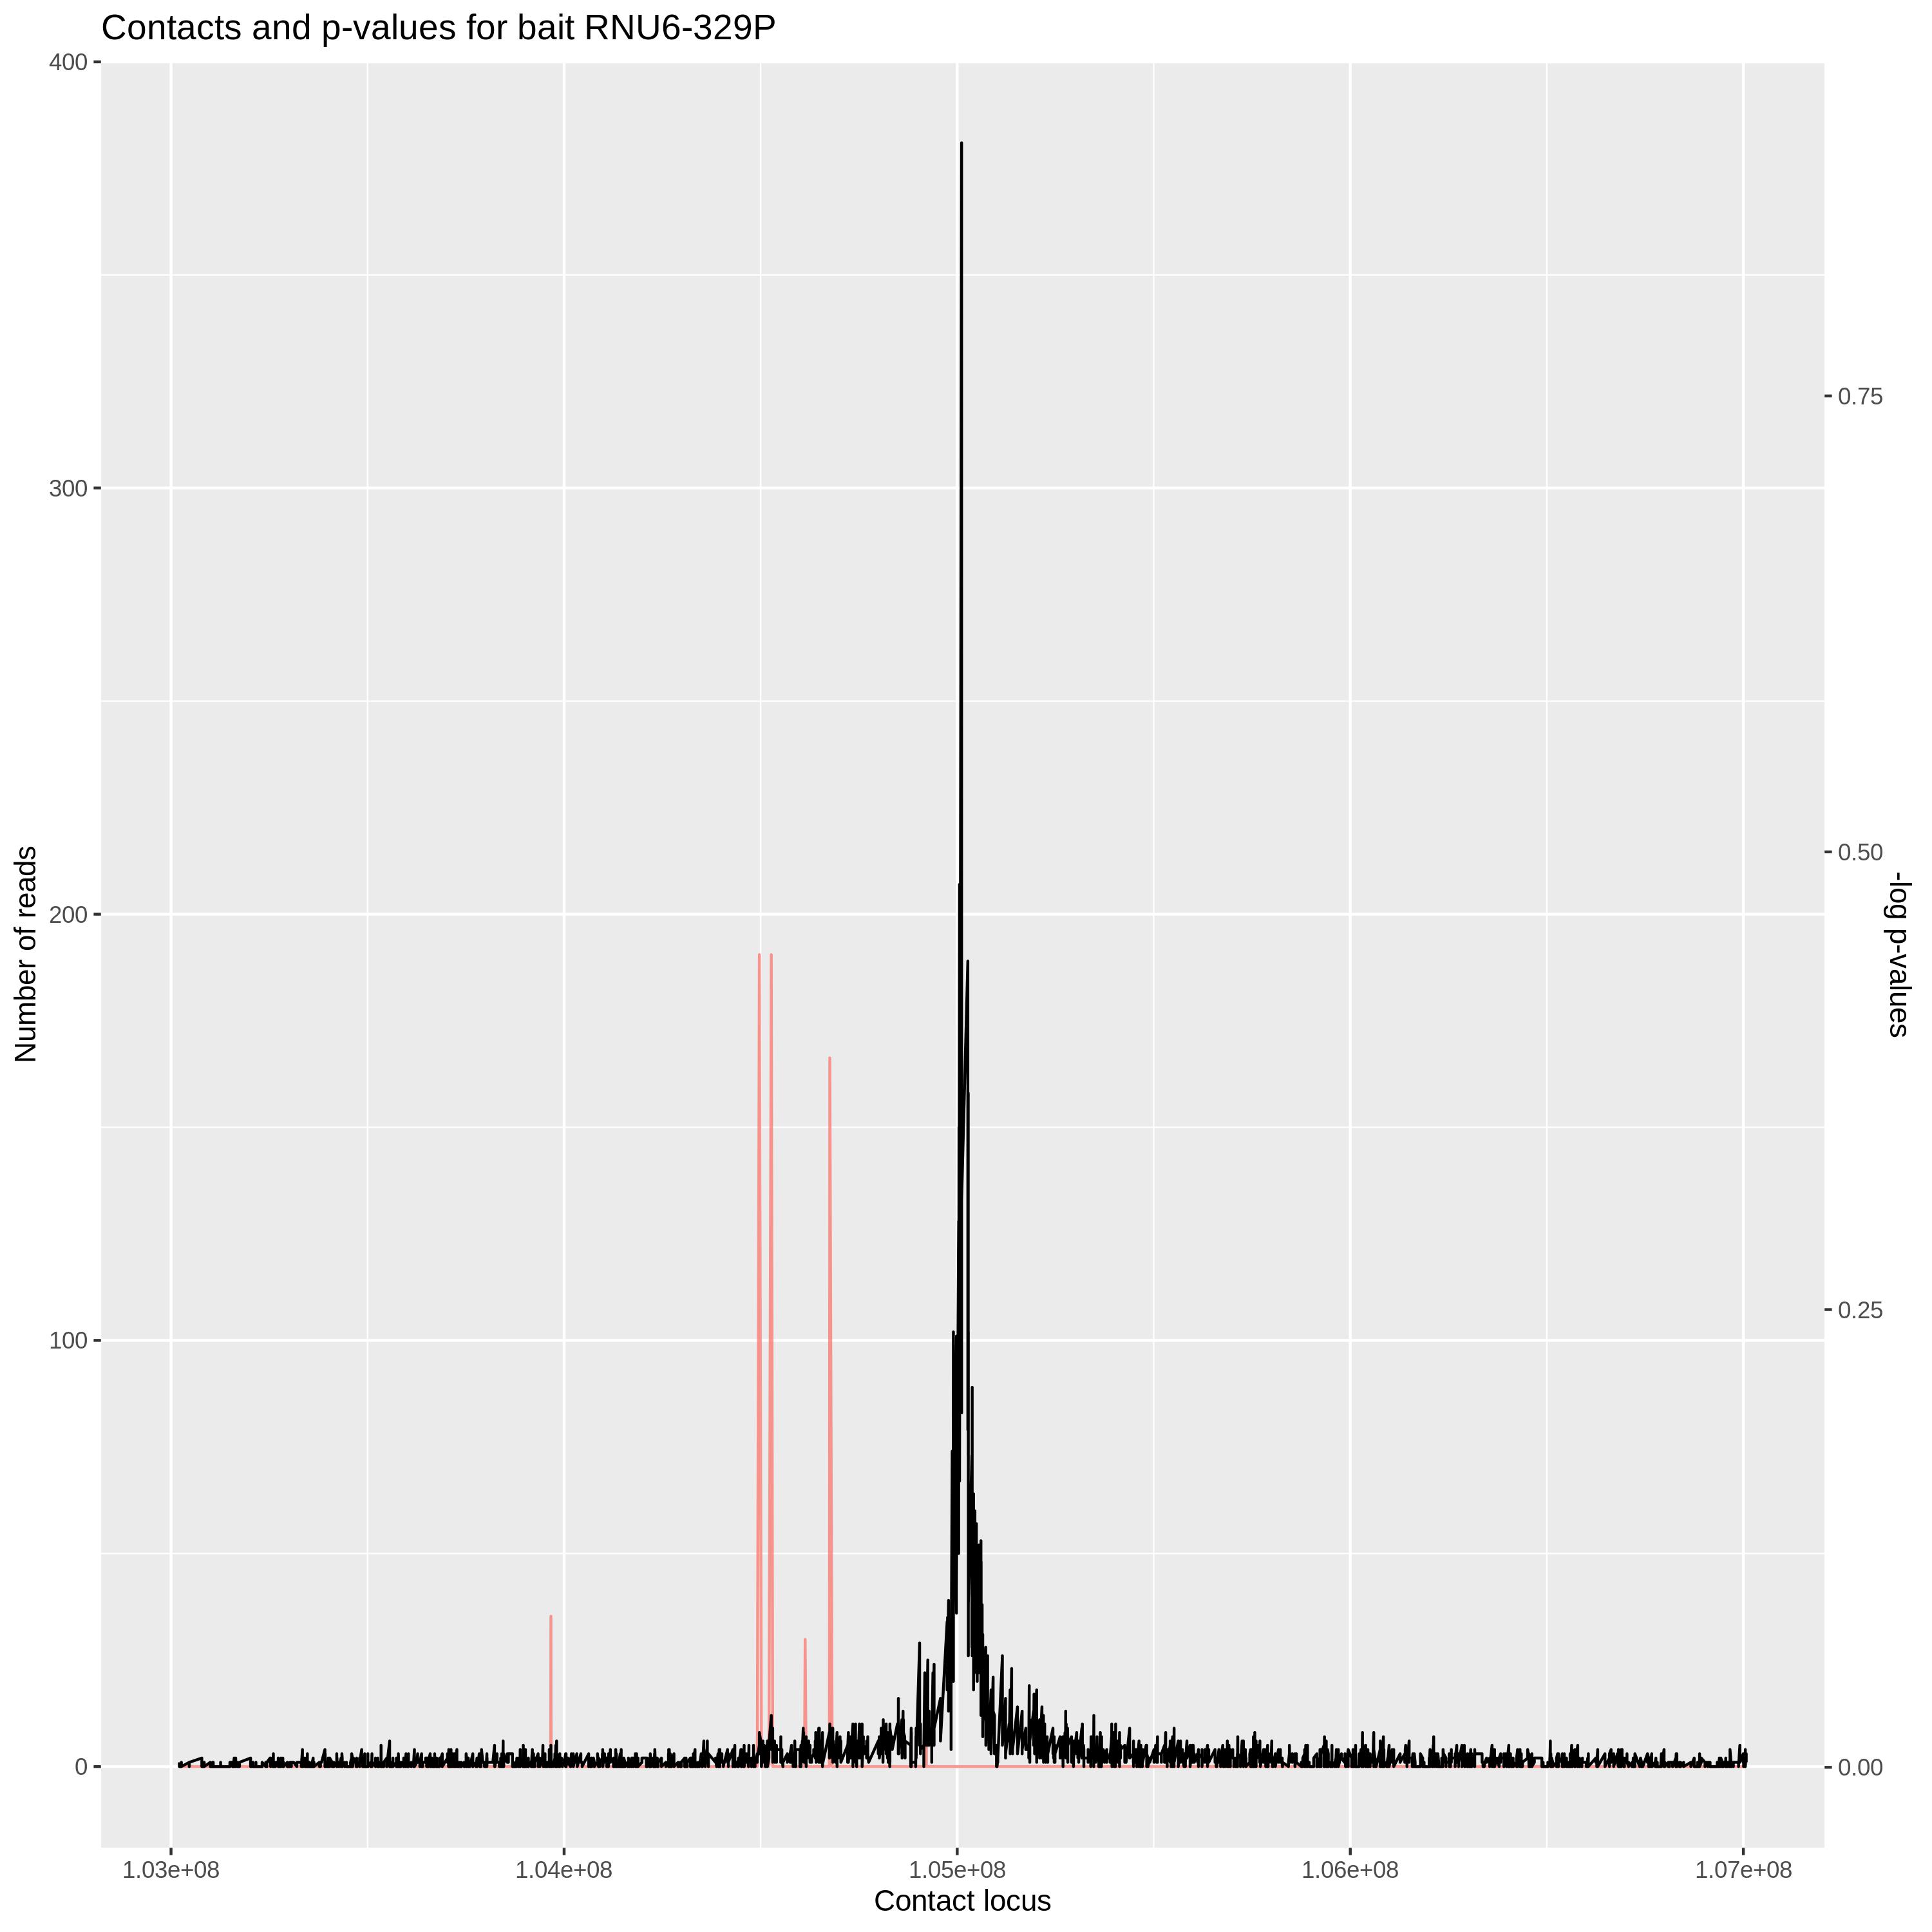 Contacts and p-values for bait RNU6-329P
400
300
200
100
0
Number of reads
0.75
0.50
0.25
0.00
-log p-values
1.03e+08
1.04e+08
1.05e+08
1.06e+08
1.07e+08
Contact locus